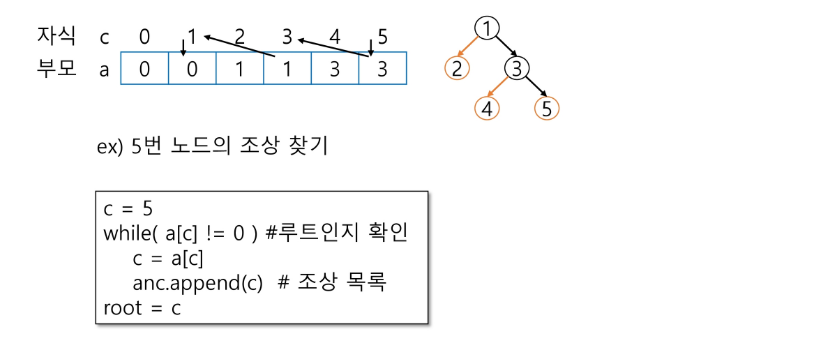 자식 c 0 1 2 3 4 5
부모 a 0 0 1 1 3 3
1
2 3
4 5
ex) 5번 노드의 조상 찾기
c = 5
while( a[c] != 0 ) #루트인지 확인
c = a[c]
anc.append(c) # 조상 목록
root = c